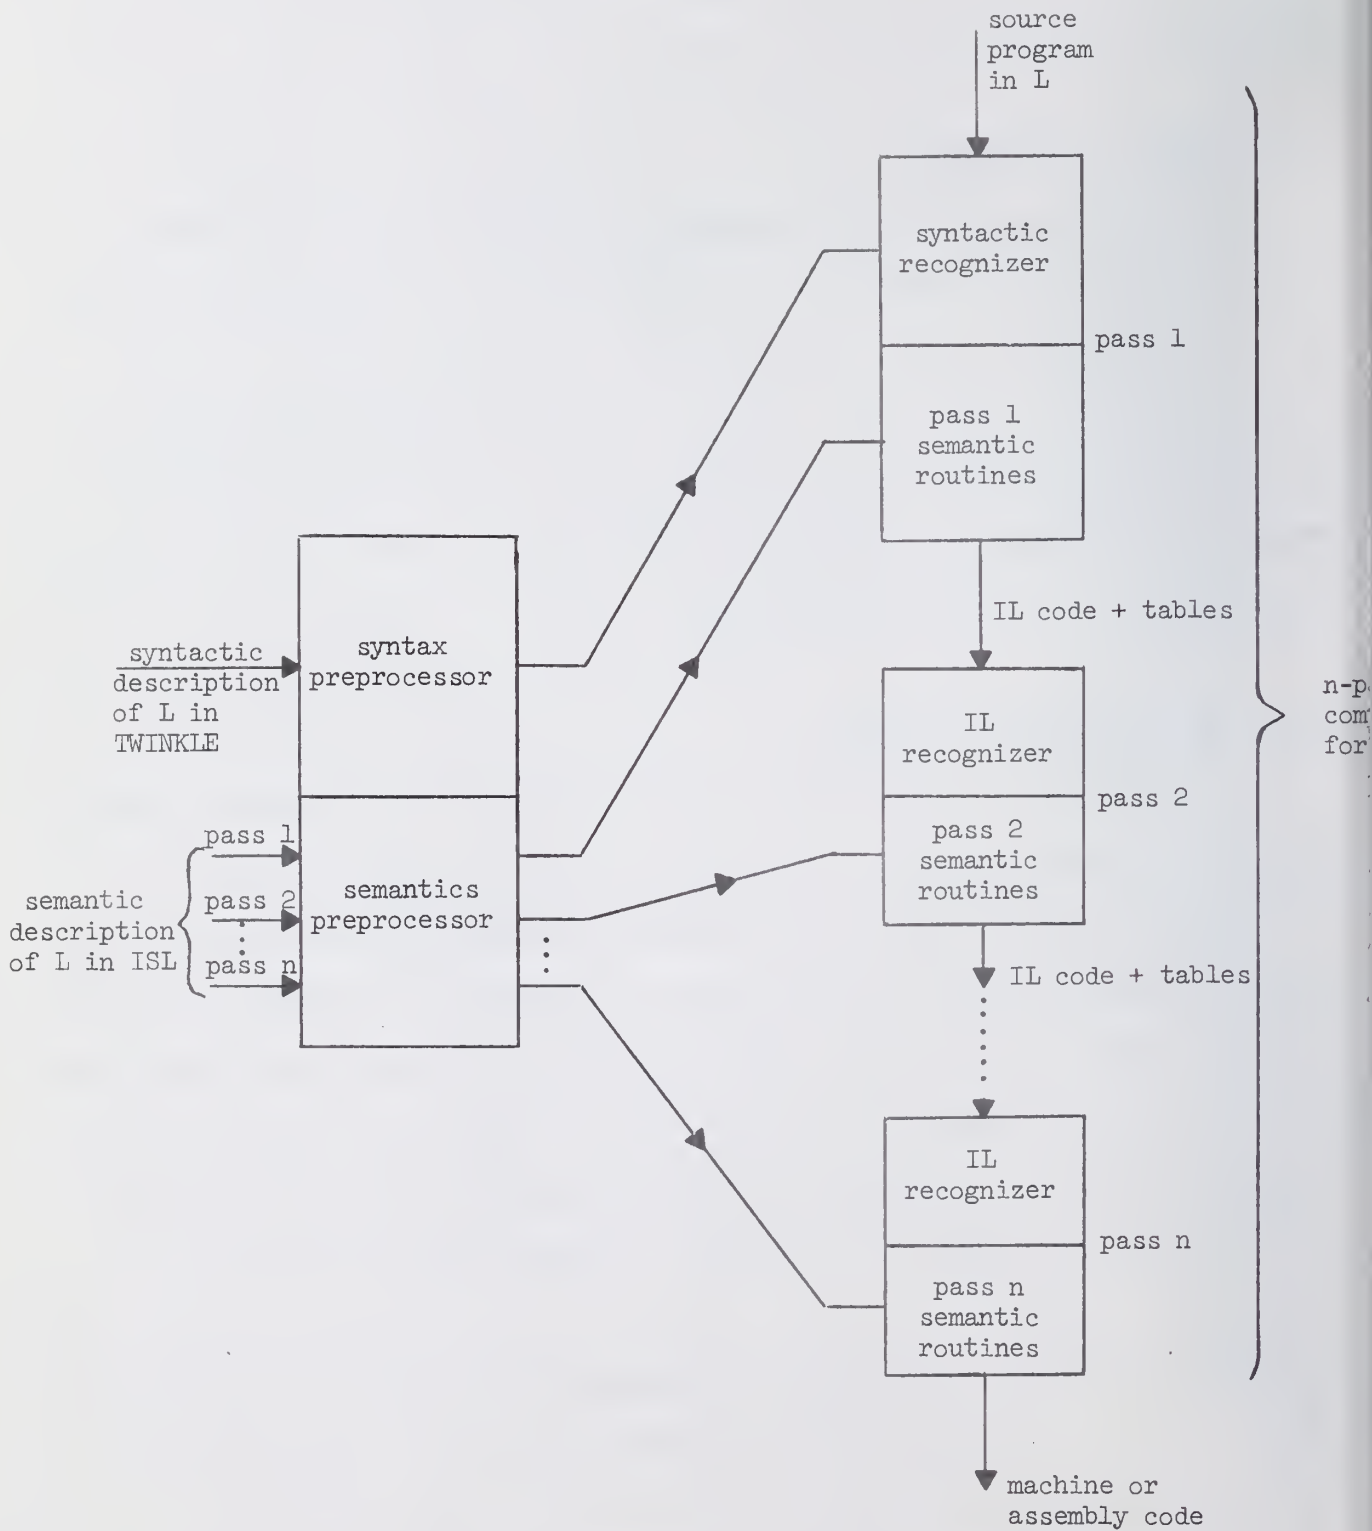 source
program
in L
syntactic
recognizer
pass 1
pass 1
semantic
routines
IL code + tables
syntactic
description
of L in
TWINKLE
syntax
preprocessor
IL
recognizer
pass 2
pass 2
semantic
routines
semantic
description
of L in ISL
pass 1
pass 2
pass n
semantics
preprocessor
IL code + tables
IL
recognizer
pass n
pass n
semantic
routines
machine or
assembly code
n-p
com
for